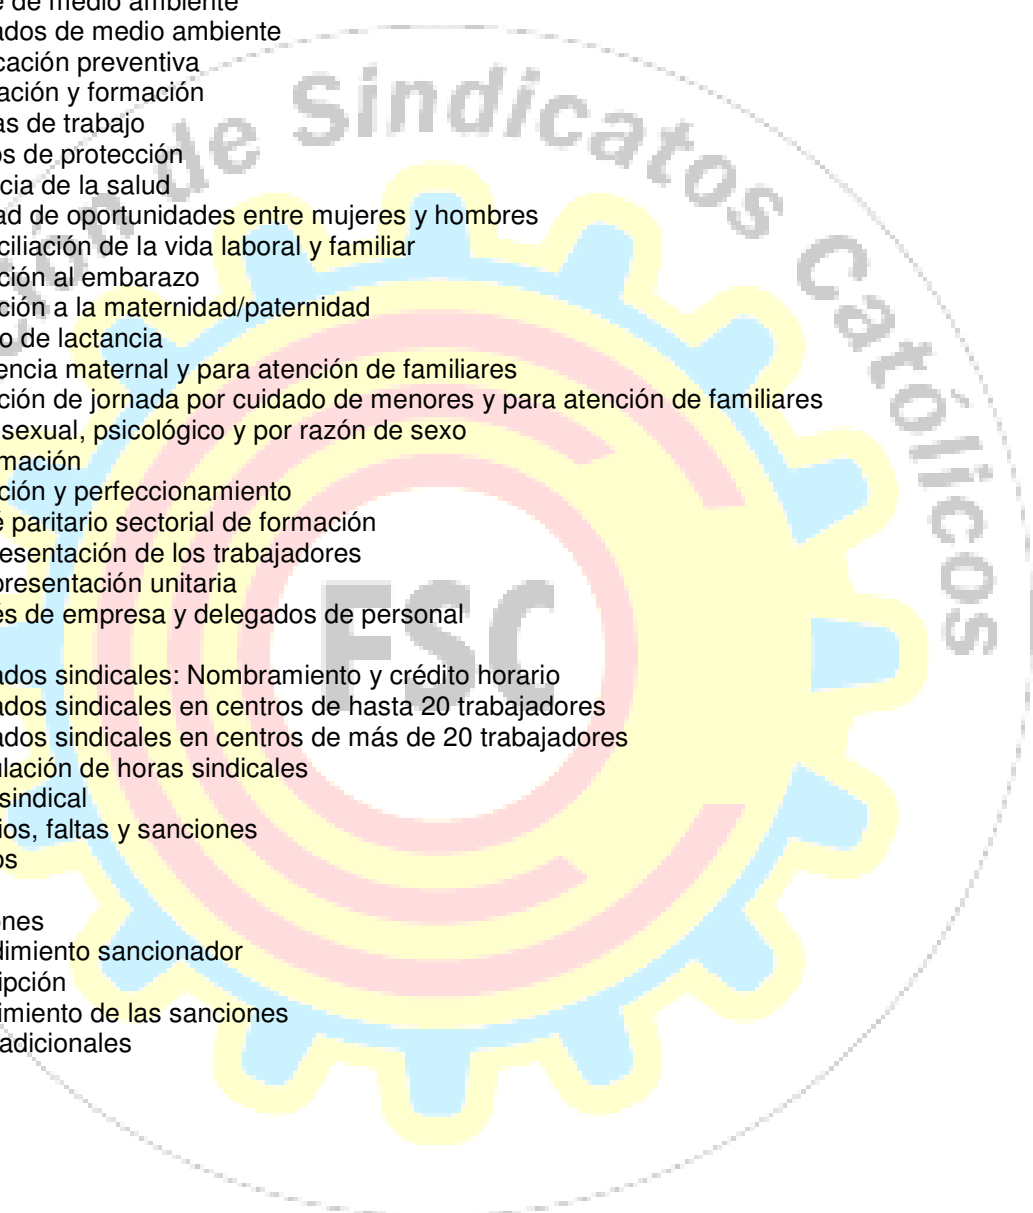 de medio ambiente
ados de medio ambiente
cación preventiva
ación y formación
as de trabajo
os de protección
cia de la salud
ad de oportunidades entre mujeres y hombres
ciliación de la vida laboral y familiar
ción al embarazo
ción a la maternidad/paternidad
o de lactancia
encia maternal y para atención de familiares
ción de jornada por cuidado de menores y para atención de familiares
sexual, psicológico y por razón de sexo
mación
ción y perfeccionamiento
é paritario sectorial de formación
esentación de los trabajadores
presentación unitaria
és de empresa y delegados de personal
ados sindicales: Nombramiento y crédito horario
ados sindicales en centros de hasta 20 trabajadores
ados sindicales en centros de más de 20 trabajadores
ulación de horas sindicales
sindical
ios, faltas y sanciones
os
ones
dimiento sancionador
ipción
imiento de las sanciones
adicionales
ción de Sindicatos Católicos
FSC